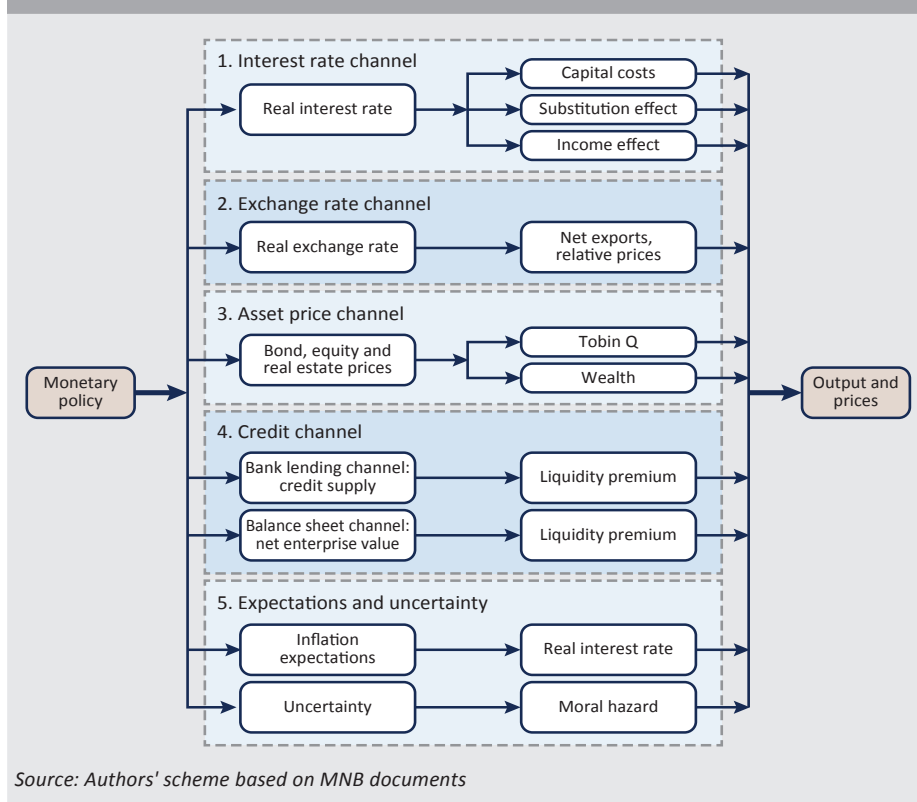 1. Interest rate channel
Real interest rate
Capital costs
Substitution effect
Income effect
2. Exchange rate channel
Real exchange rate
Net exports,
relative prices
3. Asset price channel
Bond, equity and
real estate prices
Tobin Q
Wealth
Monetary
policy
Output and
prices
4. Credit channel
Bank lending channel:
credit supply
Liquidity premium
Balance sheet channel:
net enterprise value
Liquidity premium
5. Expectations and uncertainty
Inflation
expectations
Real interest rate
Uncertainty
Moral hazard
Source: Authors' scheme based on MNB documents